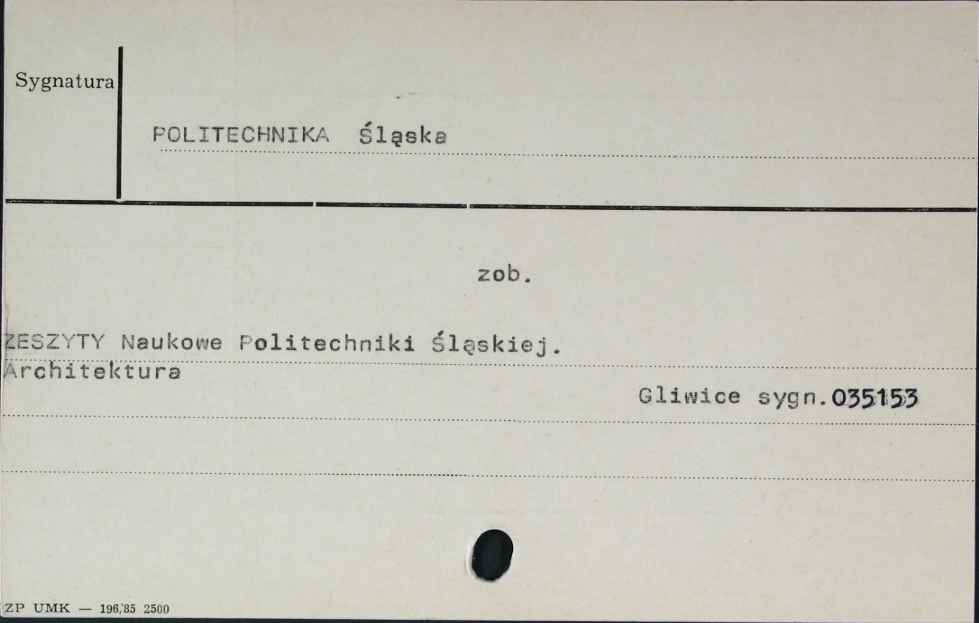 Sygnatura
POLITECHNIKA Śląska
zob.
ZESZYTY Naukowe Politechniki Śląskiej.
Architektura
Gliwice sygn. 035153
ZP UMK — 196/85 2500